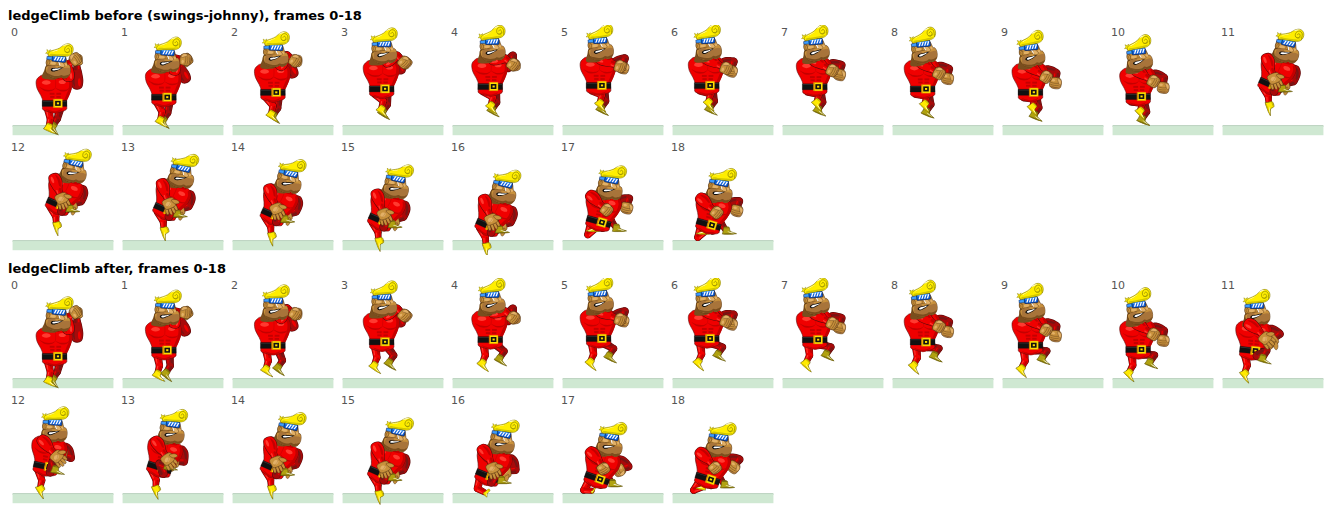 ledgeClimb before (swings-johnny), frames 0-18
0 1 2 3 4 5 6 7 8 9 10 11
12 13 14 15 16 17 18
ledgeClimb after, frames 0-18
0 1 2 3 4 5 6 7 8 9 10 11
12 13 14 15 16 17 18